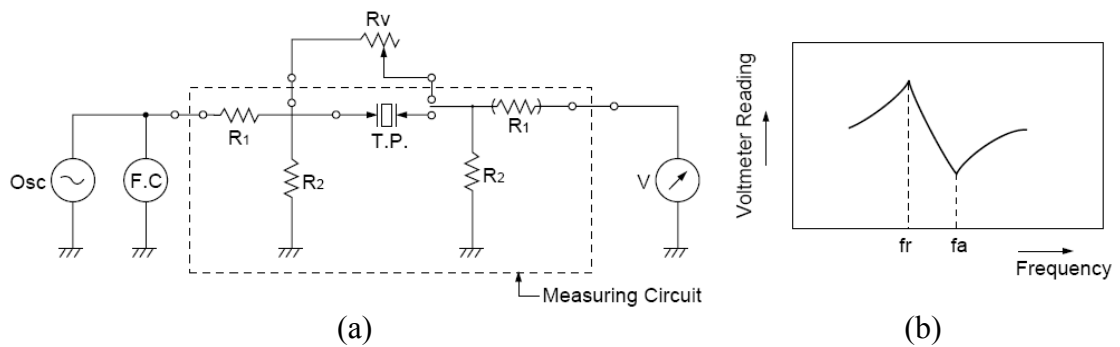 Rv
R1
T.P.
R1
Osc
F.C
R2
R2
V
Measuring Circuit
(a)
Voltmeter Reading
fr
fa
Frequency
(b)